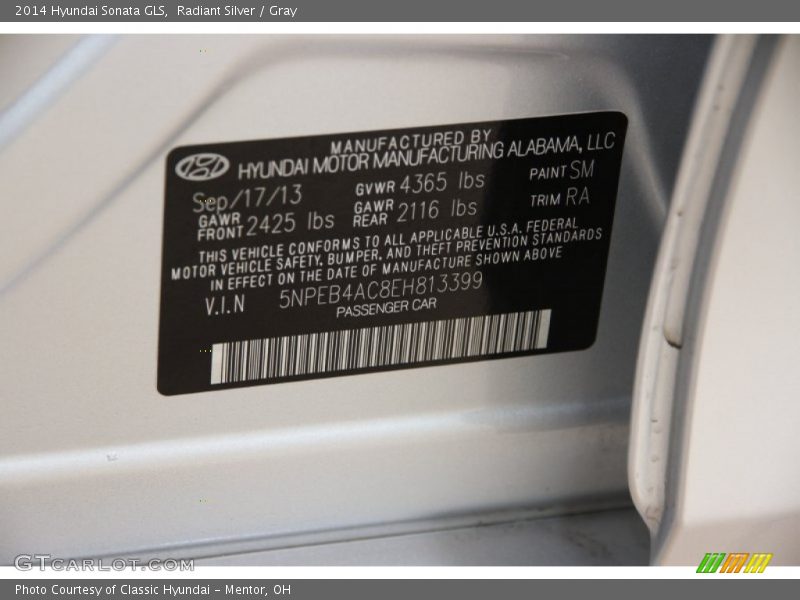 2014 Hyundai Sonata GLS, Radiant Silver / Gray
MANUFACTURED BY
HYUNDAI MOTOR MANUFACTURING ALABAMA, LLC
Sep/17/13 GVWR 4365 lbs PAINT SM
GAWR FRONT 2425 lbs GAWR REAR 2116 lbs TRIM RA
THIS VEHICLE CONFORMS TO ALL APPLICABLE U.S.A. FEDERAL
MOTOR VEHICLE SAFETY, BUMPER, AND THEFT PREVENTION STANDARDS
IN EFFECT ON THE DATE OF MANUFACTURE SHOWN ABOVE
V.I.N 5NPEB4AC8EH813399
PASSENGER CAR
GTCARLOT.COM
Photo Courtesy of Classic Hyundai - Mentor, OH